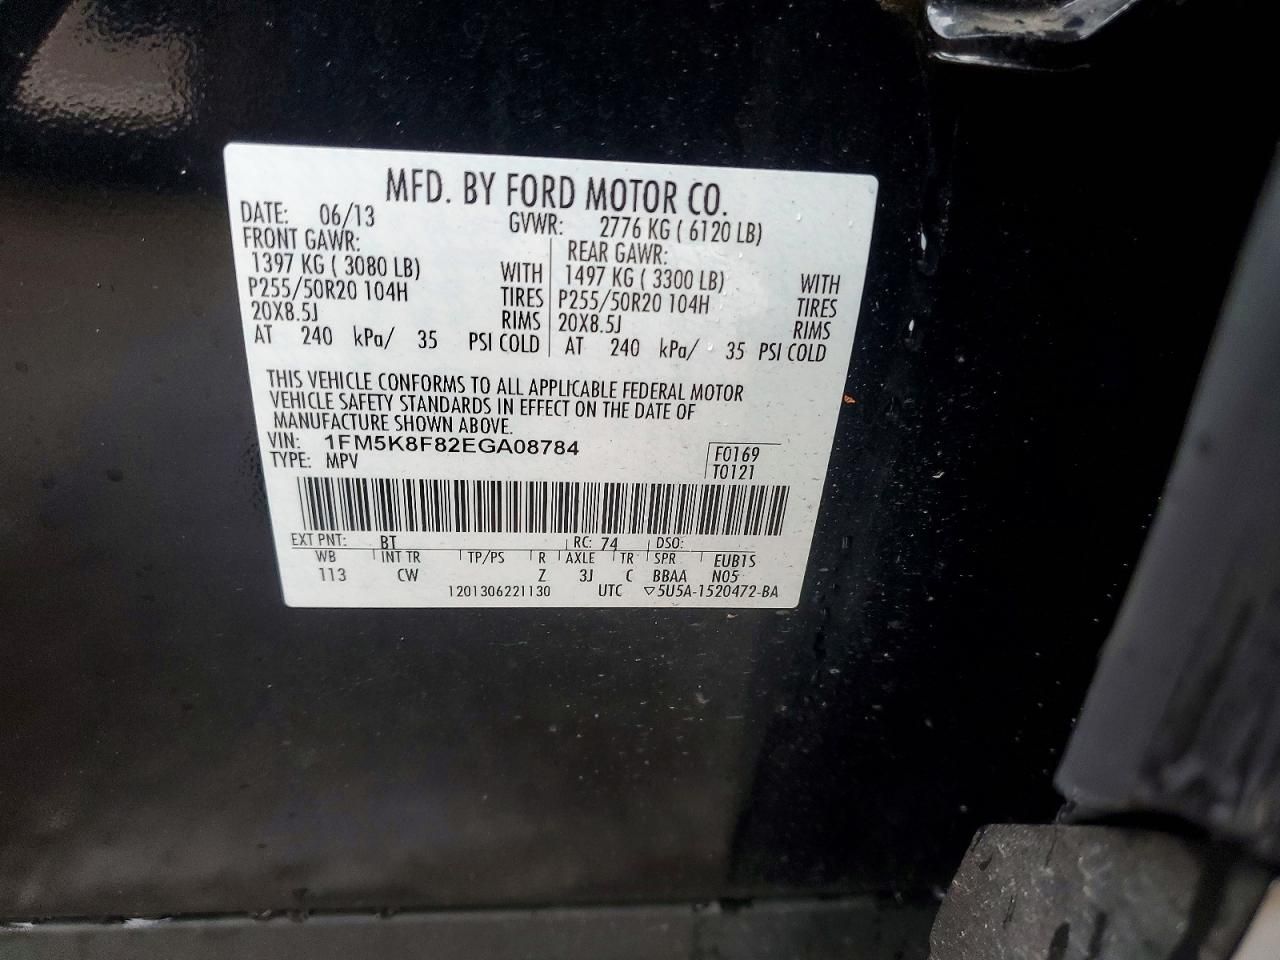 MFD. BY FORD MOTOR CO.
DATE: 06/13 GVWR: 2776 KG ( 6120 LB)
FRONT GAWR: REAR GAWR:
1397 KG ( 3080 LB) WITH 1497 KG ( 3300 LB) WITH
P255/50R20 104H TIRES P255/50R20 104H TIRES
20X8.5J RIMS 20X8.5J RIMS
AT 240 kPa/ 35 PSI COLD AT 240 kPa/ 35 PSI COLD
THIS VEHICLE CONFORMS TO ALL APPLICABLE FEDERAL MOTOR
VEHICLE SAFETY STANDARDS IN EFFECT ON THE DATE OF
MANUFACTURE SHOWN ABOVE.
VIN: 1FM5K8F82EGA08784 F0169
TYPE: MPV T0121
EXT PNT: BT RC: 74 DSO:
WB INT TR TP/PS R AXLE TR SPR EUB1S
113 CW Z 3J C BBAA N05
1201306221130 UTC ▽5U5A-1520472-BA